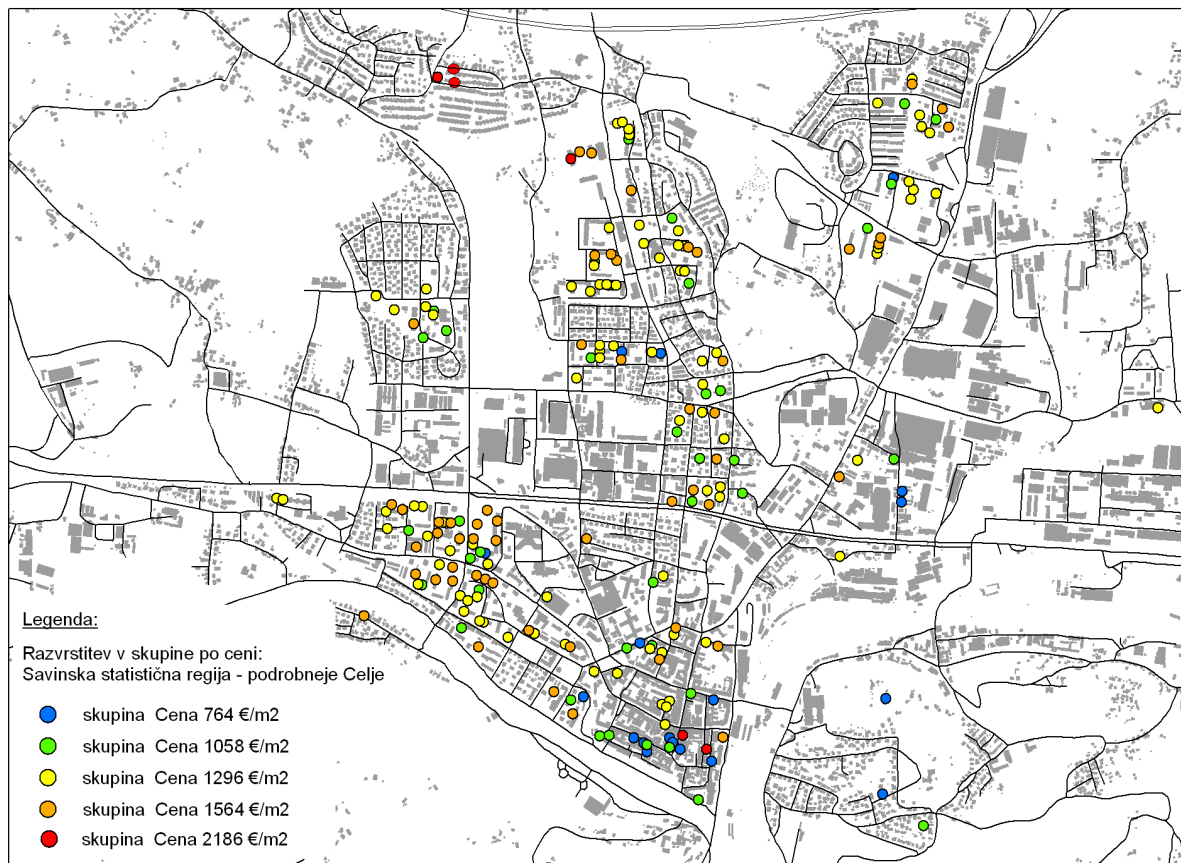 Legenda:
Razvrstitev v skupine po ceni:
Savinska statistična regija - podrobneje Celje
skupina Cena 764 €/m2
skupina Cena 1058 €/m2
skupina Cena 1296 €/m2
skupina Cena 1564 €/m2
skupina Cena 2186 €/m2